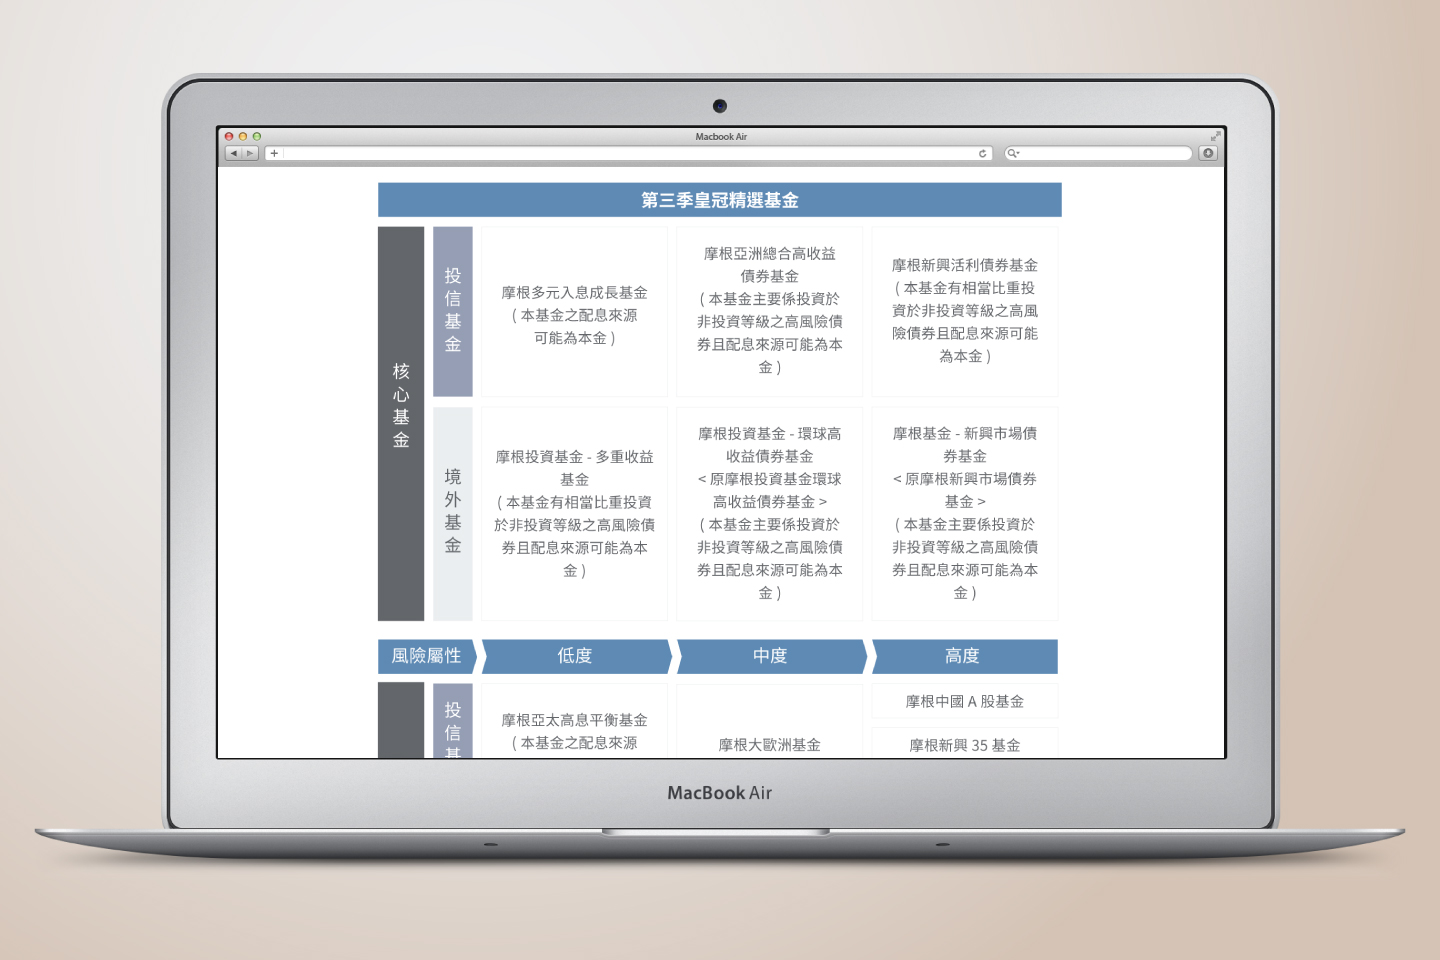 Macbook Air
第三季皇冠精選基金
核心基金
投信基金
摩根多元入息成長基金
( 本基金之配息來源
可能為本金 )
摩根亞洲總合高收益
債券基金
( 本基金主要係投資於
非投資等級之高風險債
券且配息來源可能為本
金 )
摩根新興活利債券基金
( 本基金有相當比重投
資於非投資等級之高風
險債券且配息來源可能
為本金 )
境外基金
摩根投資基金 - 多重收益
基金
( 本基金有相當比重投資
於非投資等級之高風險債
券且配息來源可能為本
金 )
摩根投資基金 - 環球高
收益債券基金
< 原摩根投資基金環球
高收益債券基金 >
( 本基金主要係投資於
非投資等級之高風險債
券且配息來源可能為本
金 )
摩根基金 - 新興市場債
券基金
< 原摩根新興市場債券
基金 >
( 本基金主要係投資於
非投資等級之高風險債
券且配息來源可能為本
金 )
風險屬性
低度
中度
高度
投信基
摩根亞太高息平衡基金
( 本基金之配息來源
摩根大歐洲基金
摩根中國 A 股基金
摩根新興 35 基金
MacBook Air